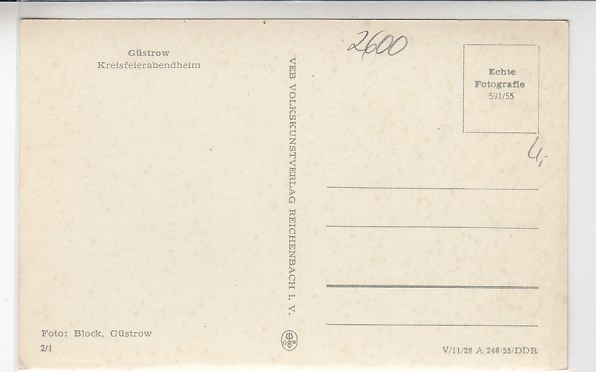 Güstrow
Kreisfeierabendheim
2600
Echte
Fotografie
591/55
VEB VOLKSKUNSTVERLAG REICHENBACH I. V.
Foto: Block, Güstrow
2/1
V/11/28 A 248/55/DDR